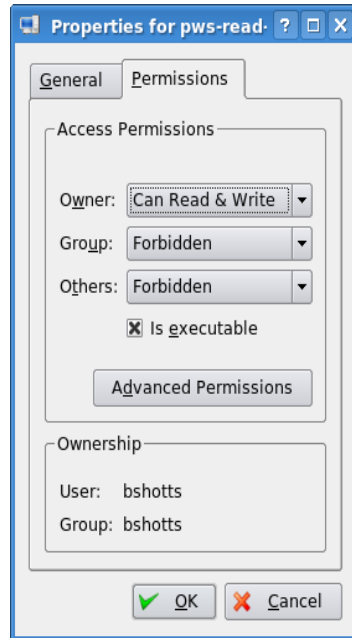 Properties for pws-read- ?
General Permissions
Access Permissions
Owner: Can Read & Write
Group: Forbidden
Others: Forbidden
Is executable
Advanced Permissions
Ownership
User: bshotts
Group: bshotts
OK Cancel